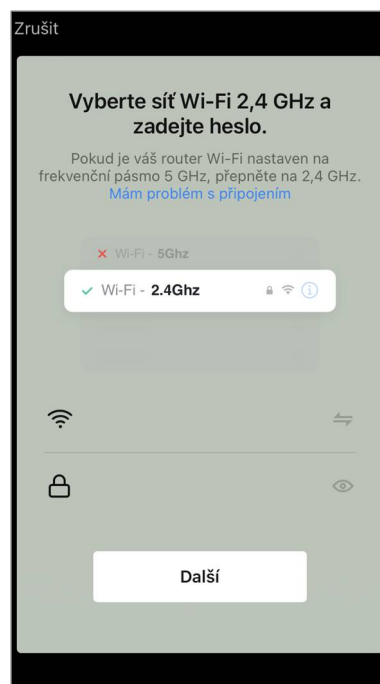 Zrušit
Vyberte síť Wi-Fi 2,4 GHz a
zadejte heslo.
Pokud je váš router Wi-Fi nastaven na
frekvenční pásmo 5 GHz, přepněte na 2,4 GHz.
Mám problém s připojením
Wi-Fi - 5Ghz
Wi-Fi - 2.4Ghz
Další